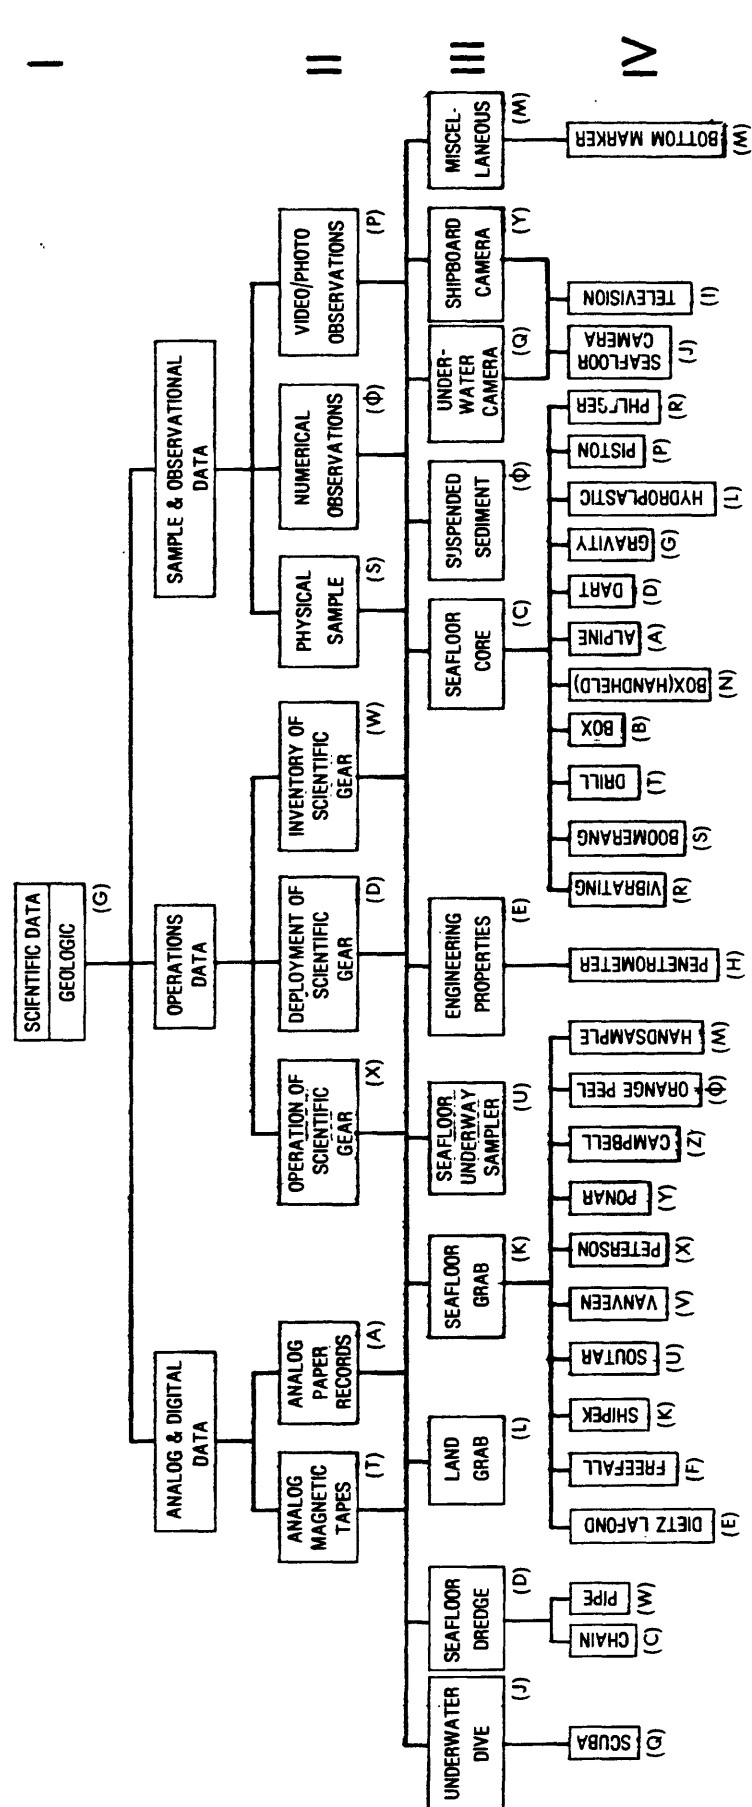 I
II
III
IV
SCIENTIFIC DATA
GEOLOGIC
(G)
ANALOG & DIGITAL
DATA
OPERATIONS
DATA
SAMPLE & OBSERVATIONAL
DATA
ANALOG
MAGNETIC
TAPES
(T)
ANALOG
PAPER
RECORDS
(A)
OPERATION OF
SCIENTIFIC
GEAR
(X)
DEPLOYMENT OF
SCIENTIFIC
GEAR
(D)
INVENTORY OF
SCIENTIFIC
GEAR
(W)
PHYSICAL
SAMPLE
(S)
NUMERICAL
OBSERVATIONS
(Φ)
VIDEO/PHOTO
OBSERVATIONS
(P)
UNDERWATER
DIVE
(J)
SEAFLOOR
DREDGE
(D)
LAND
GRAB
(L)
SEAFLOOR
GRAB
(K)
SEAFLOOR
UNDERWAY
SAMPLER
(U)
ENGINEERING
PROPERTIES
(E)
SEAFLOOR
CORE
(C)
SUSPENDED
SEDIMENT
(Φ)
UNDER-
WATER
CAMERA
(Q)
SHIPBOARD
CAMERA
(Y)
MISCEL-
LANEOUS
(M)
SCUBA
(Q)
CHAIN
(C)
PIPE
(W)
DIETZ LAFOND
(E)
FREEFALL
(F)
SHIPEK
(K)
SOUTAR
(U)
VANVEEN
(V)
PETERSON
(X)
PONAR
(Y)
CAMPBELL
(Z)
ORANGE PEEL
(Φ)
HANDSAMPLE
(W)
PENETROMETER
(H)
VIBRATING
(R)
BOOMERANG
(S)
DRILL
(T)
BOX
(B)
BOX(HANDHELD)
(N)
ALPINE
(A)
DART
(D)
GRAVITY
(G)
HYDROPLASTIC
(L)
PISTON
(P)
(R)
SEAFLOOR
CAMERA
(J)
TELEVISION
(I)
BOTTOM MARKER
(M)